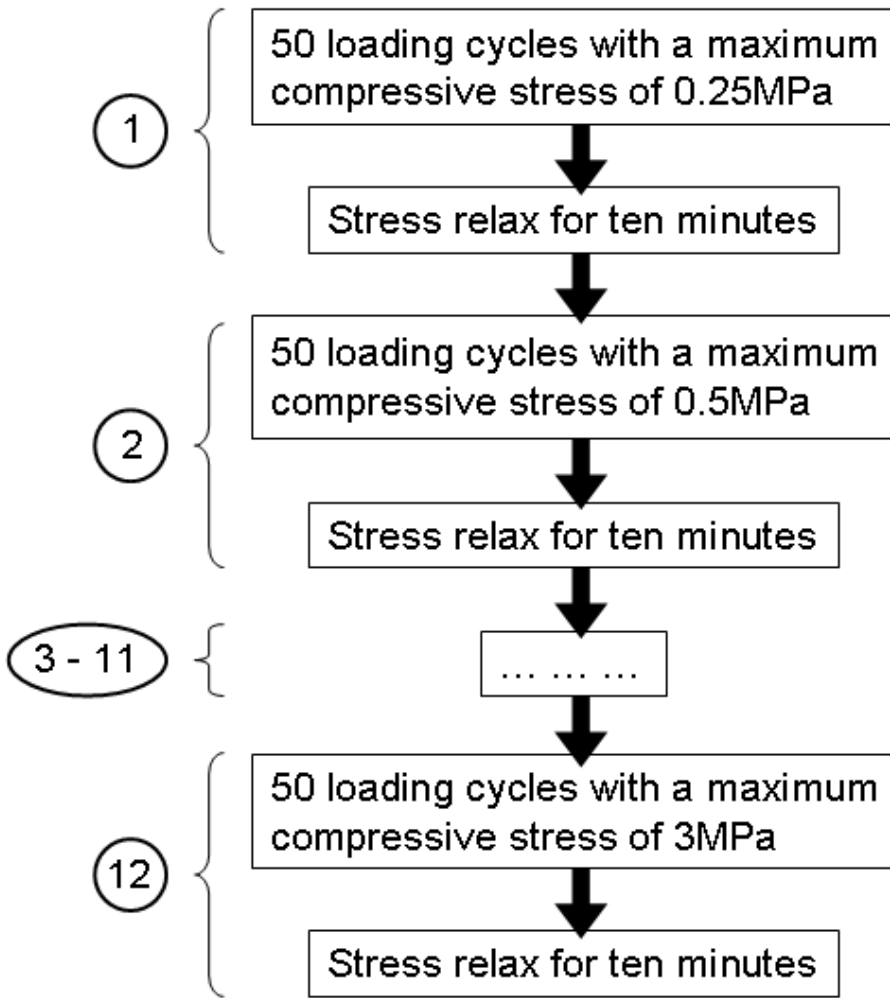 50 loading cycles with a maximum
compressive stress of 0.25MPa
1
Stress relax for ten minutes
50 loading cycles with a maximum
compressive stress of 0.5MPa
2
Stress relax for ten minutes
3 - 11
... ... ...
50 loading cycles with a maximum
compressive stress of 3MPa
12
Stress relax for ten minutes